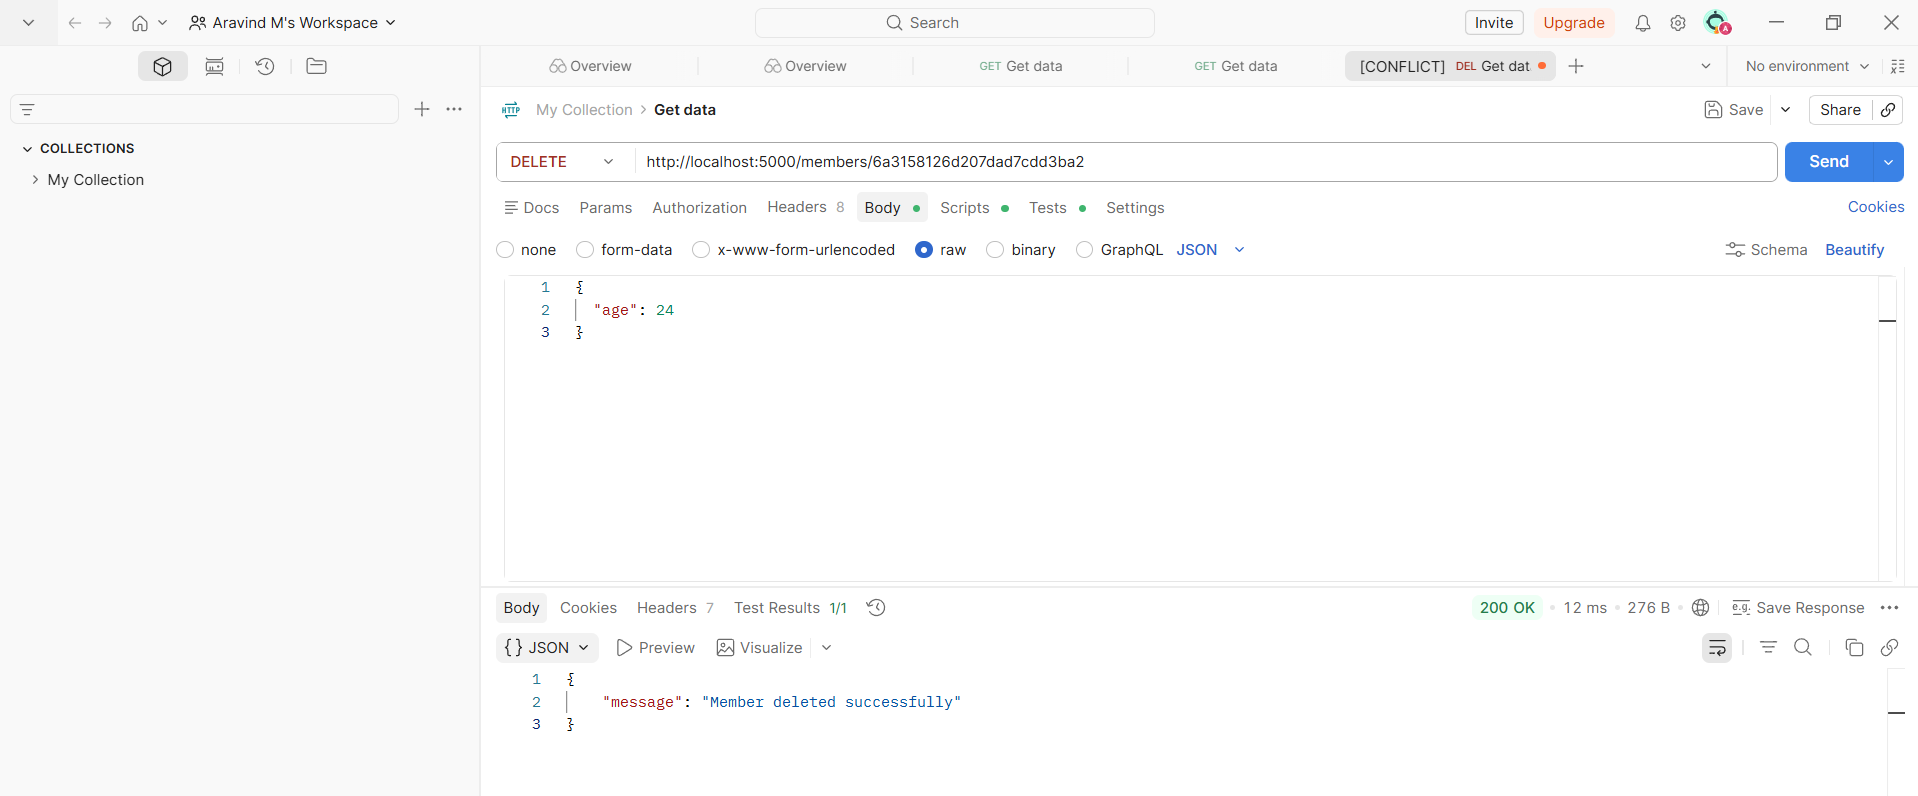 Aravind M's Workspace
Search
Invite
Upgrade
A
Overview
Overview
GET Get data
GET Get data
[CONFLICT] DEL Get dat
No environment
HTTP My Collection > Get data
Save
Share
COLLECTIONS
My Collection
DELETE
http://localhost:5000/members/6a3158126d207dad7cdd3ba2
Send
Docs Params Authorization Headers 8 Body Scripts Tests Settings
Cookies
none form-data x-www-form-urlencoded raw binary GraphQL JSON
Schema Beautify
1 {
2 "age": 24
3 }
Body Cookies Headers 7 Test Results 1/1
200 OK • 12 ms • 276 B • e.g. Save Response
{} JSON Preview Visualize
1 {
2 "message": "Member deleted successfully"
3 }